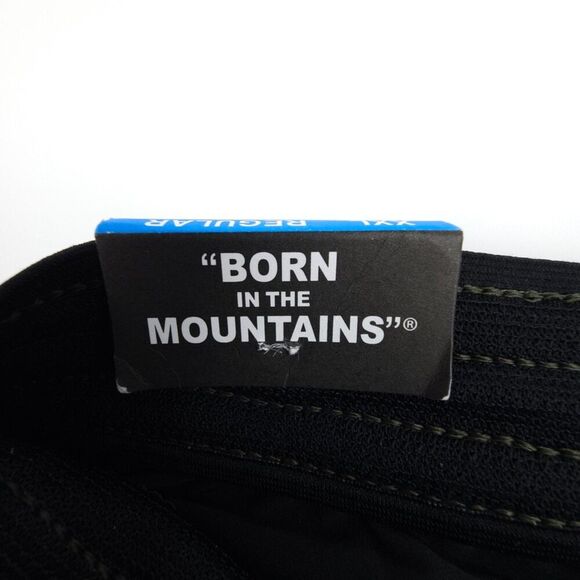 REGULAR XXL
“BORN
IN THE
MOUNTAINS”®